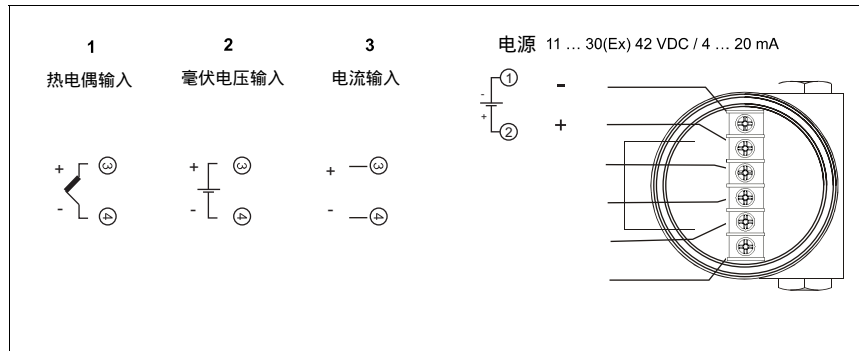 1
热电偶输入
+ ③
- ④
2
毫伏电压输入
+ ③
- ④
3
电流输入
+ ③
- ④
电源 11 … 30(Ex) 42 VDC / 4 … 20 mA
- ① -
+ ② +